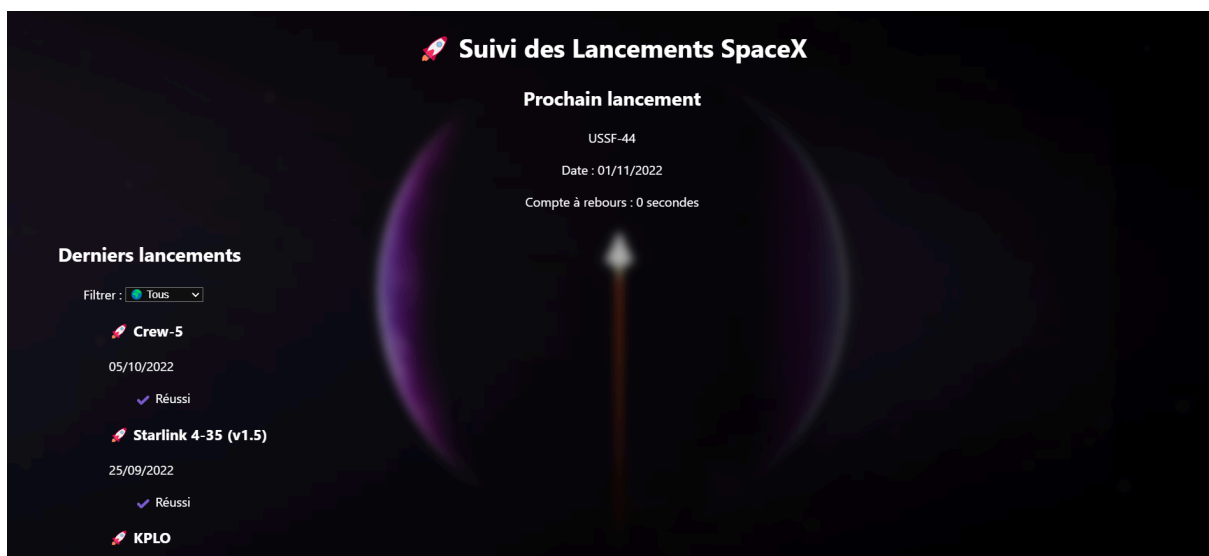 🚀 Suivi des Lancements SpaceX
Prochain lancement
USSF-44
Date : 01/11/2022
Compte à rebours : 0 secondes
Derniers lancements
Filtrer : 🌍 Tous
🚀 Crew-5
05/10/2022
✔ Réussi
🚀 Starlink 4-35 (v1.5)
25/09/2022
✔ Réussi
🚀 KPLO